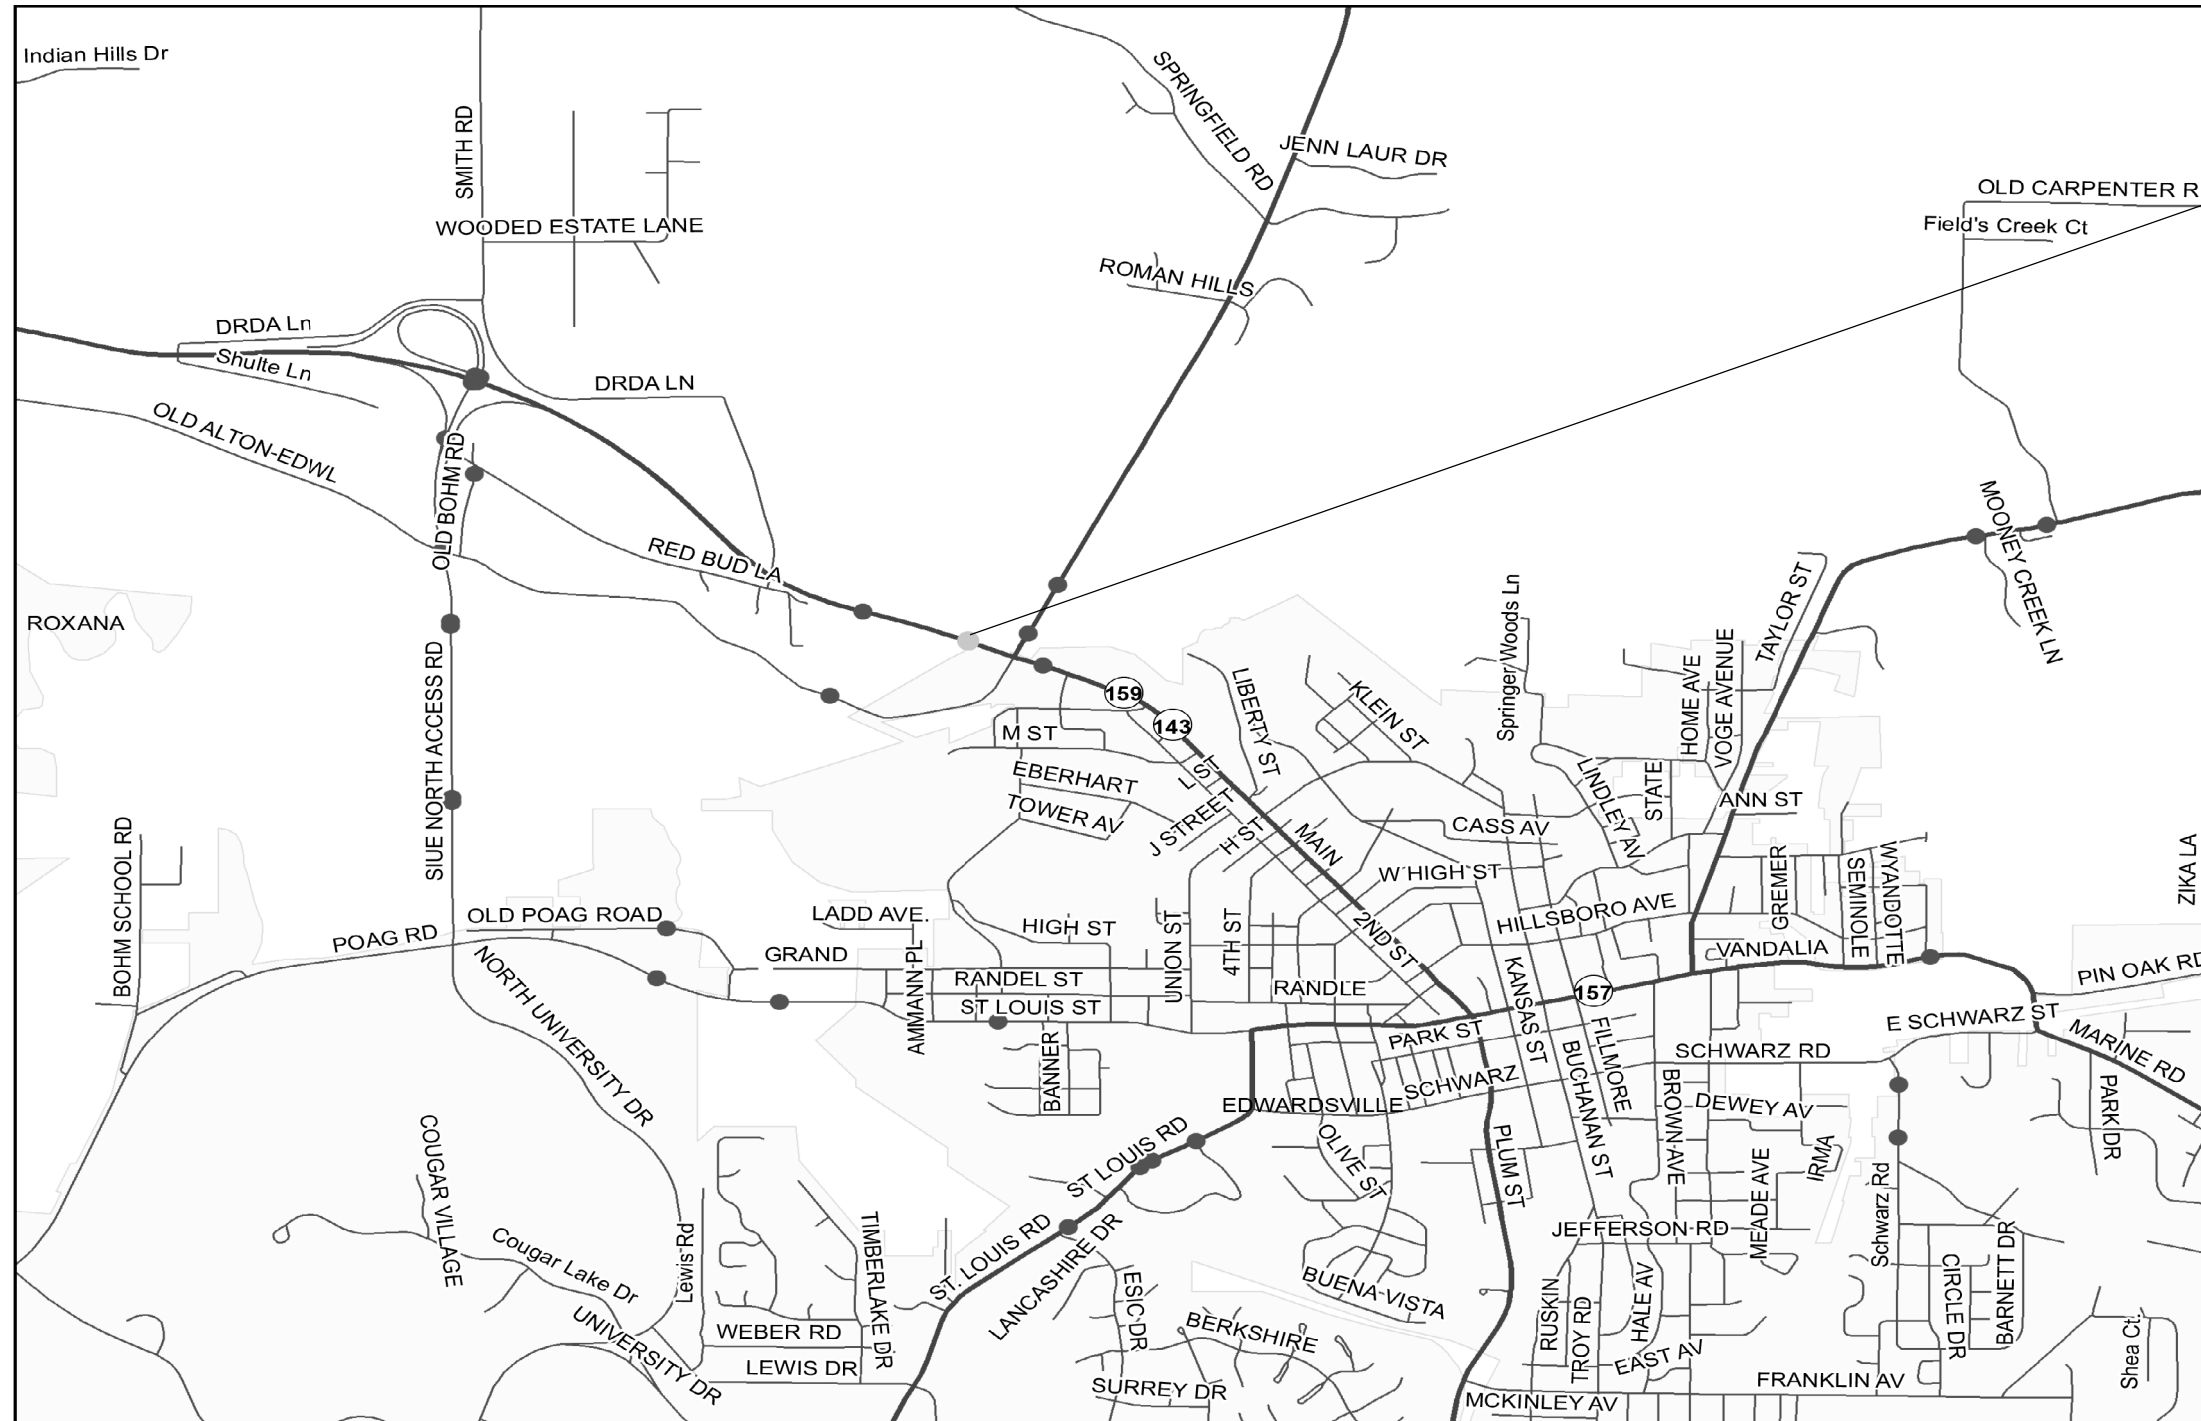 Indian Hills Dr
SMITH RD
SPRINGFIELD RD
JENN LAUR DR
OLD CARPENTER R
Field's Creek Ct
WOODED ESTATE LANE
ROMAN HILLS
DRDA Ln
Shulte Ln
DRDA LN
OLD ALTON-EDWL
OLD BOHM RD
RED BUD LA
MOONEY CREEK LN
TAYLOR ST
Springer Woods Ln
ROXANA
SIUE NORTH ACCESS RD
159
143
LIBERTY ST
KLEIN ST
HOME AVE
VOGE AVENUE
M ST
EBERHART
TOWER AV
L ST
J STREET
H ST
MAIN
LINDLEY AV
STATE
ANN ST
CASS AV
W HIGH ST
BOHM SCHOOL RD
GREMER
SEMINOLE
WYANDOTTE
ZIKA LA
OLD POAG ROAD
POAG RD
LADD AVE.
HIGH ST
UNION ST
4TH ST
2ND ST
HILLSBORO AVE
VANDALIA
GRAND
AMMANN PL
RANDEL ST
RANDLE
ST LOUIS ST
KANSAS ST
157
PIN OAK RD
E SCHWARZ ST
MARINE RD
NORTH UNIVERSITY DR
BANNER
PARK ST
SCHWARZ
FILLMORE
BUCHANAN ST
SCHWARZ RD
BROWN AVE
DEWEY AV
PARK DR
EDWARDSVILLE
ST LOUIS RD
OLIVE ST
PLUM ST
MEADE AVE
IRMA
Schwarz Rd
COUGAR VILLAGE
Cougar Lake Dr
Lewis Rd
TIMBERLAKE DR
ST. LOUIS RD
LANCASHIRE DR
ESIC DR
BUENA VISTA
JEFFERSON RD
CIRCLE DR
BARNETT DR
UNIVERSITY DR
WEBER RD
LEWIS DR
BERKSHIRE
SURREY DR
RUSKIN
TROY RD
HALE AV
EAST AV
MCKINLEY AV
FRANKLIN AV
Shea Ct.